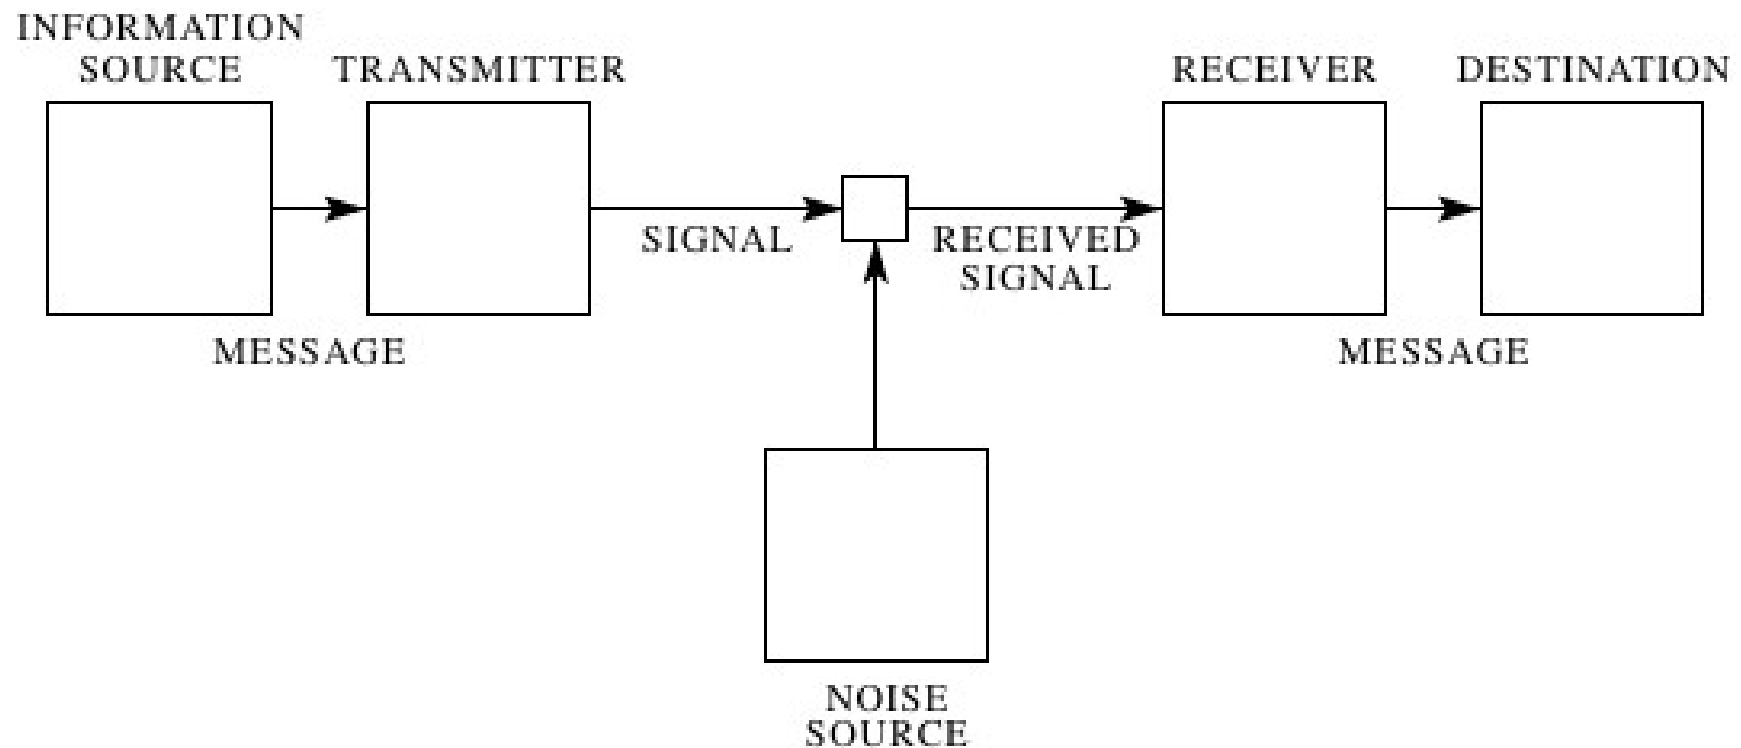 INFORMATION
SOURCE
TRANSMITTER
RECEIVER
DESTINATION
SIGNAL
RECEIVED
SIGNAL
MESSAGE
MESSAGE
NOISE
SOURCE